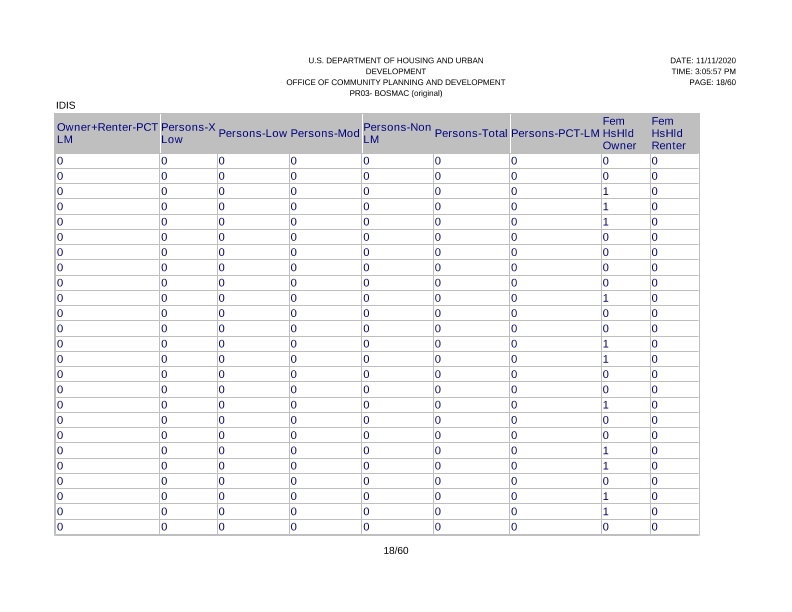 U.S. DEPARTMENT OF HOUSING AND URBAN
DEVELOPMENT
OFFICE OF COMMUNITY PLANNING AND DEVELOPMENT
PR03- BOSMAC (original)
DATE: 11/11/2020
TIME: 3:05:57 PM
PAGE: 18/60
IDIS
Owner+Renter-PCT LM Persons-X Low Persons-Low Persons-Mod Persons-Non LM Persons-Total Persons-PCT-LM Fem HsHld Owner Fem HsHld Renter
0 0 0 0 0 0 0 0 0
0 0 0 0 0 0 0 0 0
0 0 0 0 0 0 0 1 0
0 0 0 0 0 0 0 1 0
0 0 0 0 0 0 0 1 0
0 0 0 0 0 0 0 0 0
0 0 0 0 0 0 0 0 0
0 0 0 0 0 0 0 0 0
0 0 0 0 0 0 0 0 0
0 0 0 0 0 0 0 1 0
0 0 0 0 0 0 0 0 0
0 0 0 0 0 0 0 0 0
0 0 0 0 0 0 0 1 0
0 0 0 0 0 0 0 1 0
0 0 0 0 0 0 0 0 0
0 0 0 0 0 0 0 0 0
0 0 0 0 0 0 0 1 0
0 0 0 0 0 0 0 0 0
0 0 0 0 0 0 0 0 0
0 0 0 0 0 0 0 1 0
0 0 0 0 0 0 0 1 0
0 0 0 0 0 0 0 0 0
0 0 0 0 0 0 0 1 0
0 0 0 0 0 0 0 1 0
0 0 0 0 0 0 0 0 0
18/60